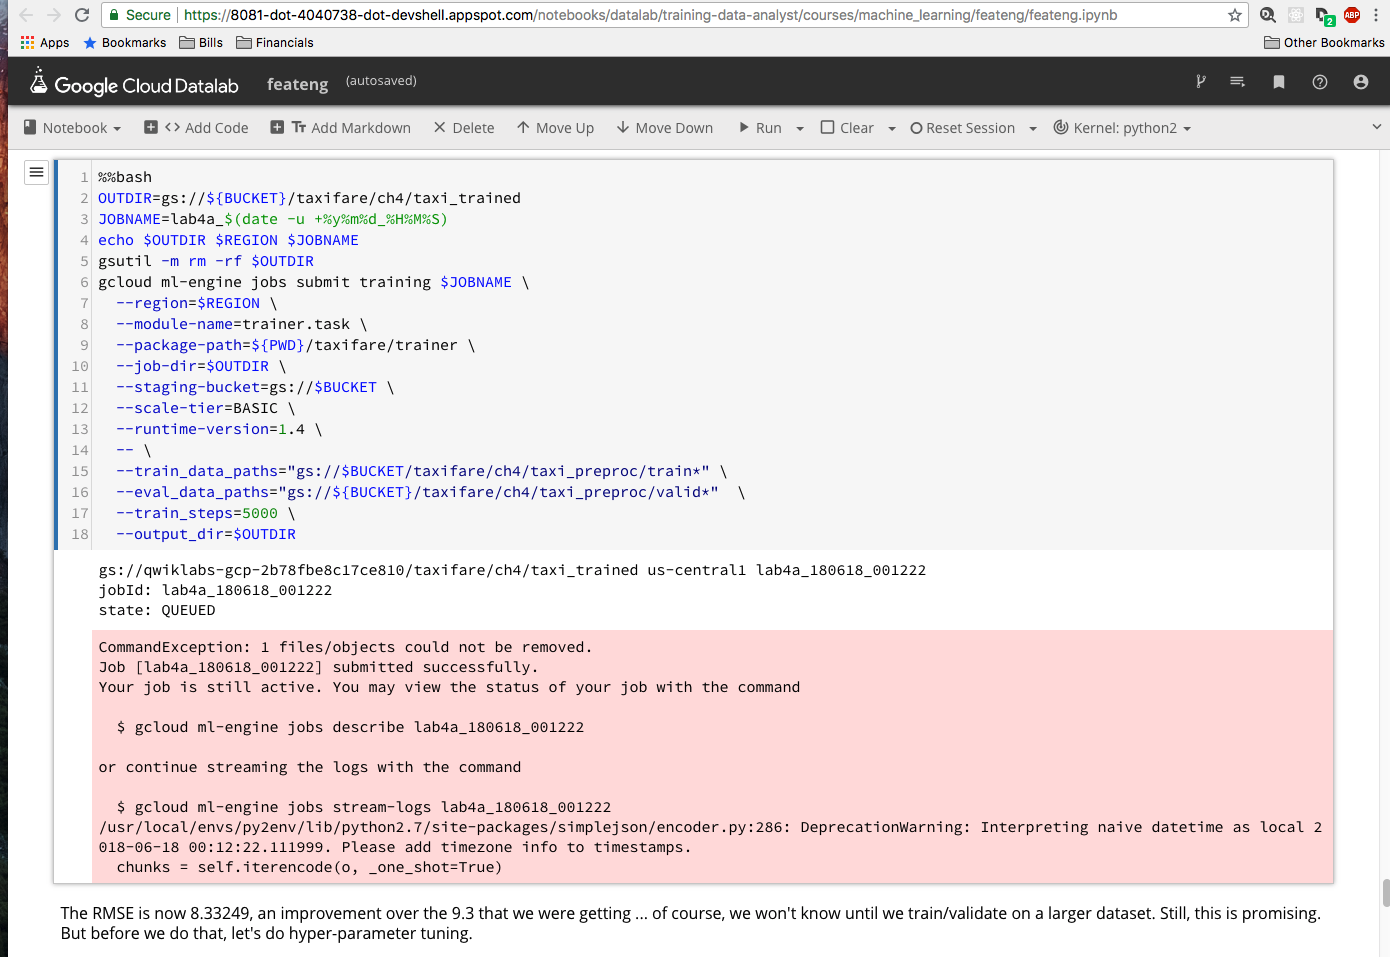 Secure https://8081-dot-4040738-dot-devshell.appspot.com/notebooks/datalab/training-data-analyst/courses/machine_learning/feateng/feateng.ipynb
2 ABP
Apps Bookmarks Bills Financials Other Bookmarks
Google Cloud Datalab feateng (autosaved)
Notebook <> Add Code Tт Add Markdown Delete Move Up Move Down Run Clear Reset Session Kernel: python2
1 %%bash
2 OUTDIR=gs://${BUCKET}/taxifare/ch4/taxi_trained
3 JOBNAME=lab4a_$(date -u +%y%m%d_%H%M%S)
4 echo $OUTDIR $REGION $JOBNAME
5 gsutil -m rm -rf $OUTDIR
6 gcloud ml-engine jobs submit training $JOBNAME \
7   --region=$REGION \
8   --module-name=trainer.task \
9   --package-path=${PWD}/taxifare/trainer \
10   --job-dir=$OUTDIR \
11   --staging-bucket=gs://$BUCKET \
12   --scale-tier=BASIC \
13   --runtime-version=1.4 \
14   -- \
15   --train_data_paths="gs://$BUCKET/taxifare/ch4/taxi_preproc/train*" \
16   --eval_data_paths="gs://${BUCKET}/taxifare/ch4/taxi_preproc/valid*"  \
17   --train_steps=5000 \
18   --output_dir=$OUTDIR
gs://qwiklabs-gcp-2b78fbe8c17ce810/taxifare/ch4/taxi_trained us-central1 lab4a_180618_001222
jobId: lab4a_180618_001222
state: QUEUED
CommandException: 1 files/objects could not be removed.
Job [lab4a_180618_001222] submitted successfully.
Your job is still active. You may view the status of your job with the command
  $ gcloud ml-engine jobs describe lab4a_180618_001222
or continue streaming the logs with the command
  $ gcloud ml-engine jobs stream-logs lab4a_180618_001222
/usr/local/envs/py2env/lib/python2.7/site-packages/simplejson/encoder.py:286: DeprecationWarning: Interpreting naive datetime as local 2
018-06-18 00:12:22.111999. Please add timezone info to timestamps.
  chunks = self.iterencode(o, _one_shot=True)
The RMSE is now 8.33249, an improvement over the 9.3 that we were getting ... of course, we won't know until we train/validate on a larger dataset. Still, this is promising.
But before we do that, let's do hyper-parameter tuning.